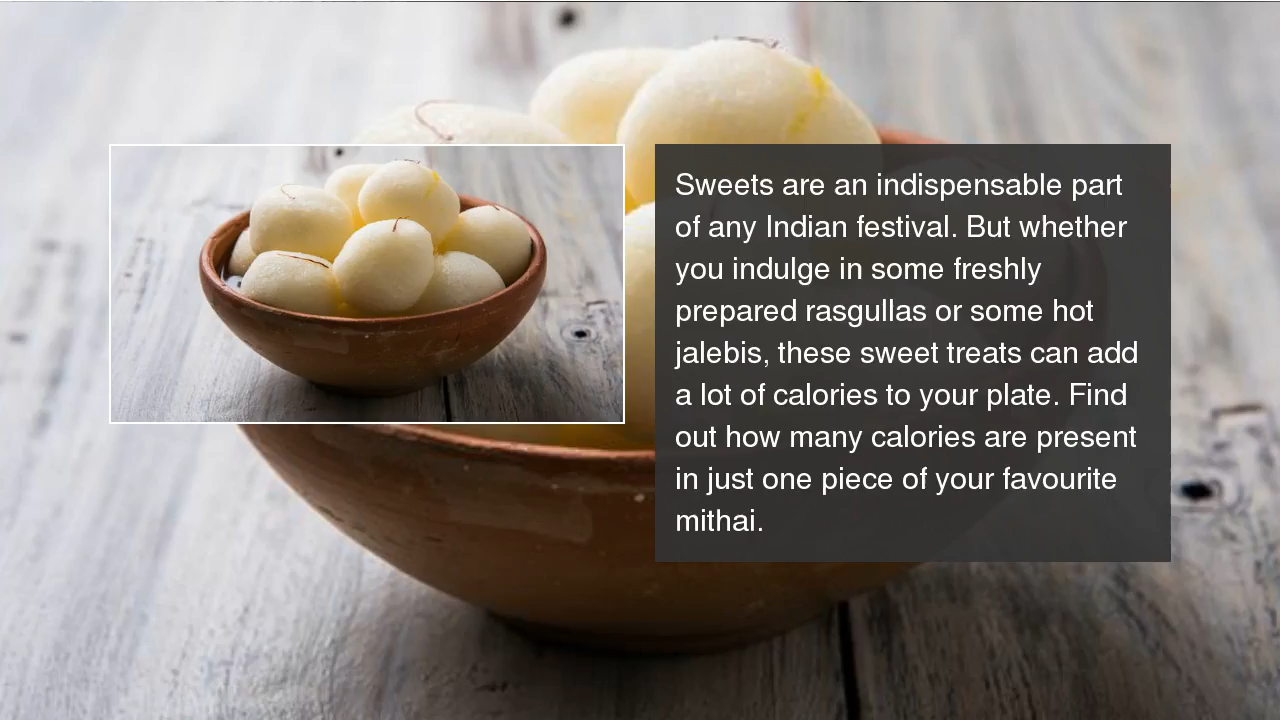 Sweets are an indispensable part
of any Indian festival. But whether
you indulge in some freshly
prepared rasgullas or some hot
jalebis, these sweet treats can add
a lot of calories to your plate. Find
out how many calories are present
in just one piece of your favourite
mithai.